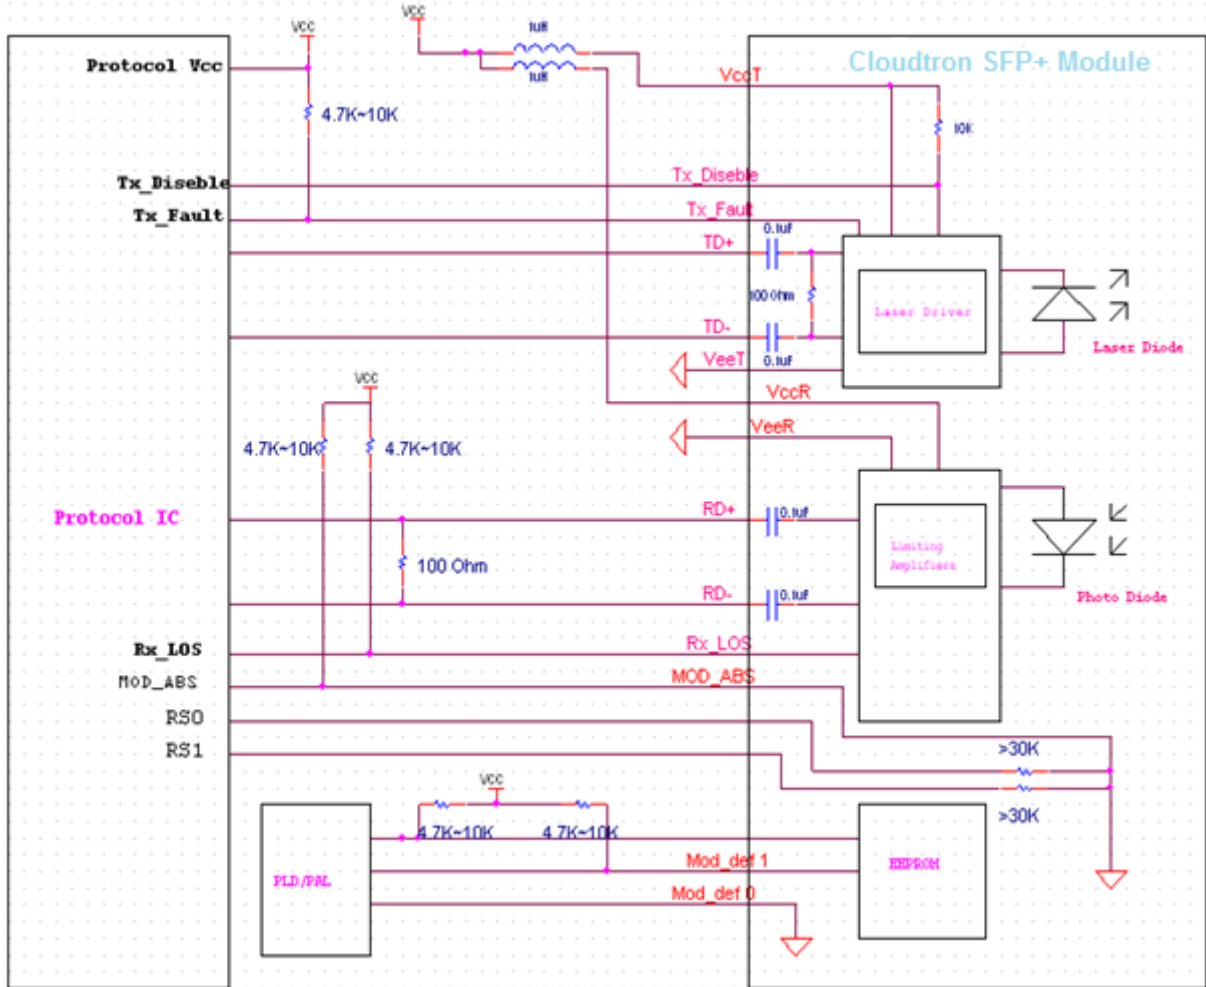 Vcc
Vcc
1uH
Protocol Vcc
Cloudtron SFP+ Module
VccT
1uH
4.7K~10K
10K
Tx_Diseble
Tx_Diseble
Tx_Fault
Tx_Fault
0.1uf
TD+
100 Ohm
Laser Driver
TD-
Laser Diode
VeeT
0.1uf
Vcc
VccR
VeeR
4.7K~10K
4.7K~10K
Protocol IC
RD+
0.1uf
Limiting
Amplifiers
100 Ohm
RD-
0.1uf
Photo Diode
Rx_LOS
Rx_LOS
MOD_ABS
MOD_ABS
RS0
RS1
>30K
Vcc
>30K
4.7K~10K
4.7K~10K
Mod_def 1
EEPROM
PLD/PAL
Mod_def 0